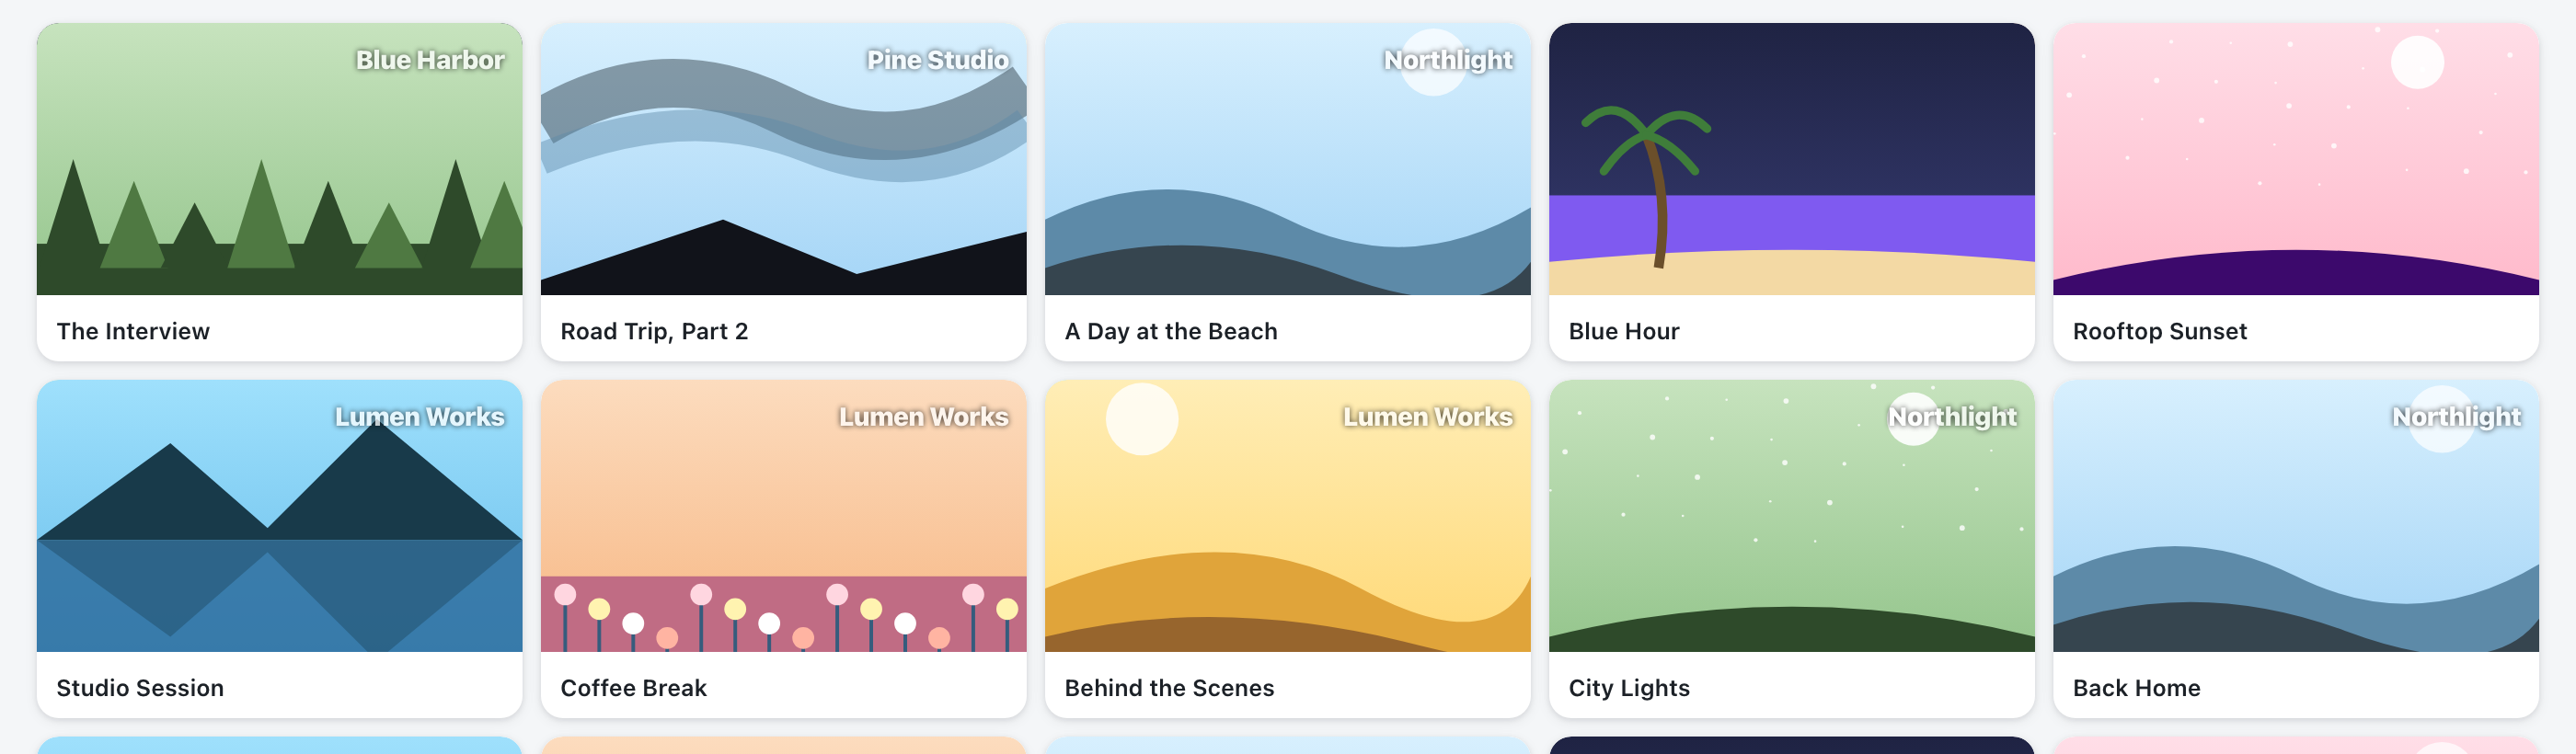 Blue Harbor
The Interview
Pine Studio
Road Trip, Part 2
Northlight
A Day at the Beach
Blue Hour
Rooftop Sunset
Lumen Works
Studio Session
Lumen Works
Coffee Break
Lumen Works
Behind the Scenes
Northlight
City Lights
Northlight
Back Home